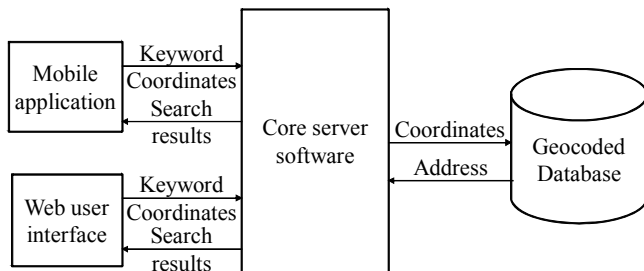 Mobile
application
Keyword
Coordinates
Search
results
Core server
software
Coordinates
Address
Geocoded
Database
Web user
interface
Keyword
Coordinates
Search
results